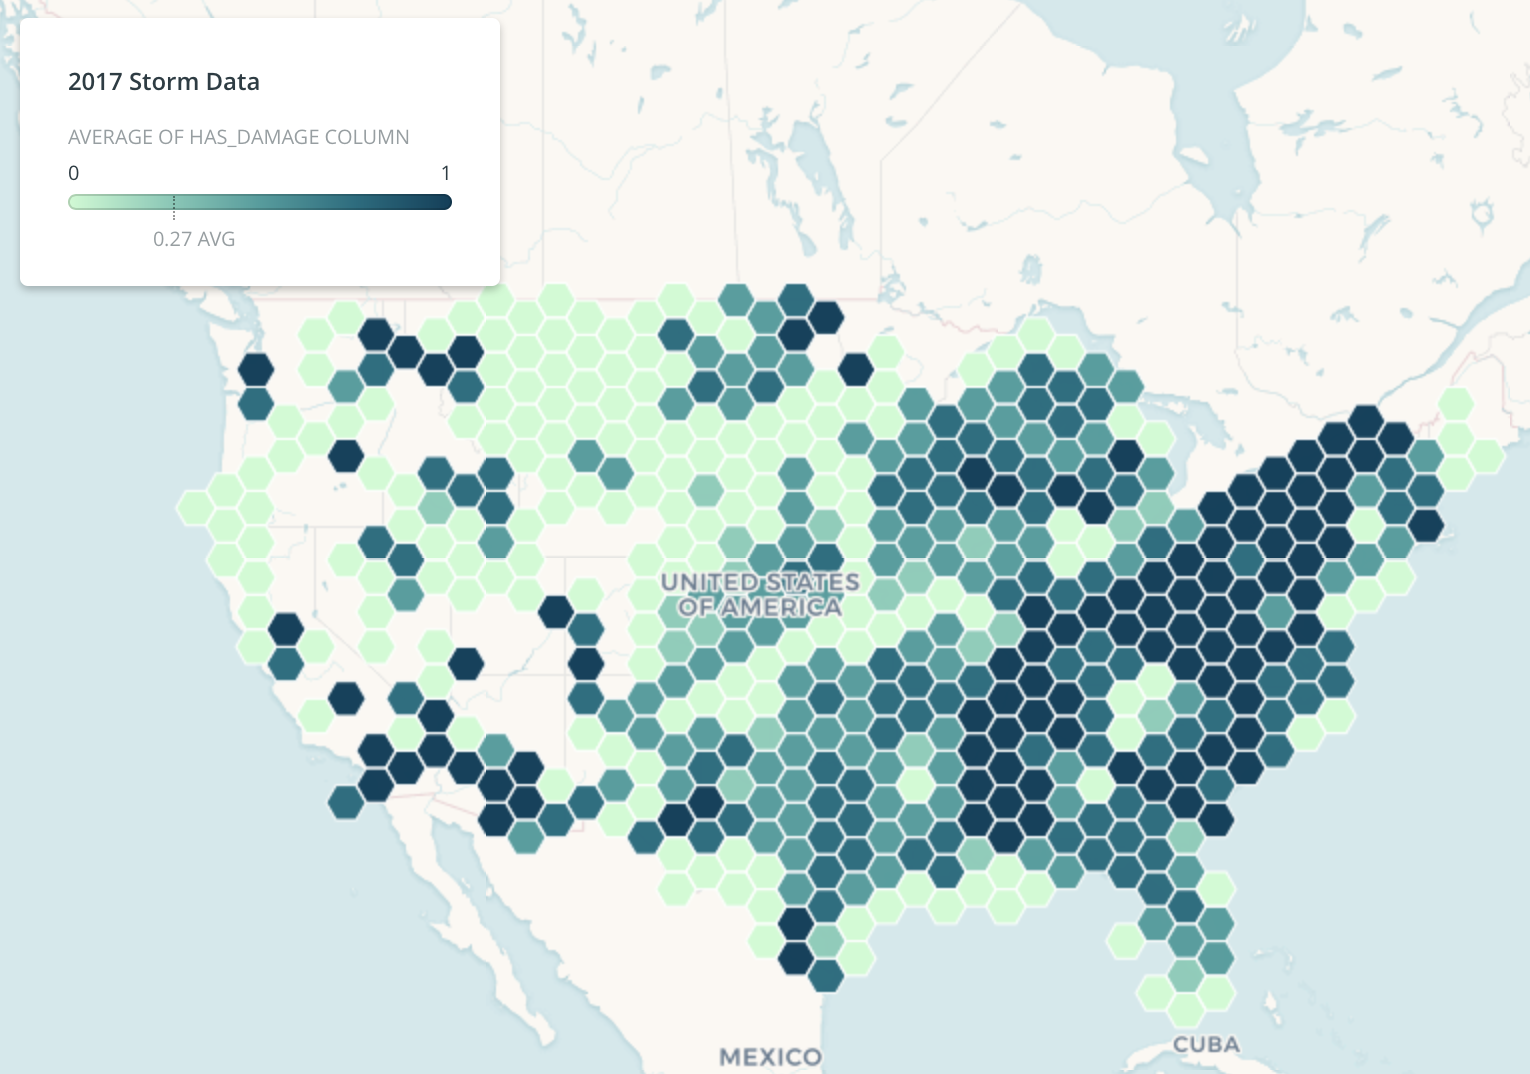 2017 Storm Data
AVERAGE OF HAS_DAMAGE COLUMN
0 1
0.27 AVG
UNITED STATES
OF AMERICA
MEXICO
CUBA